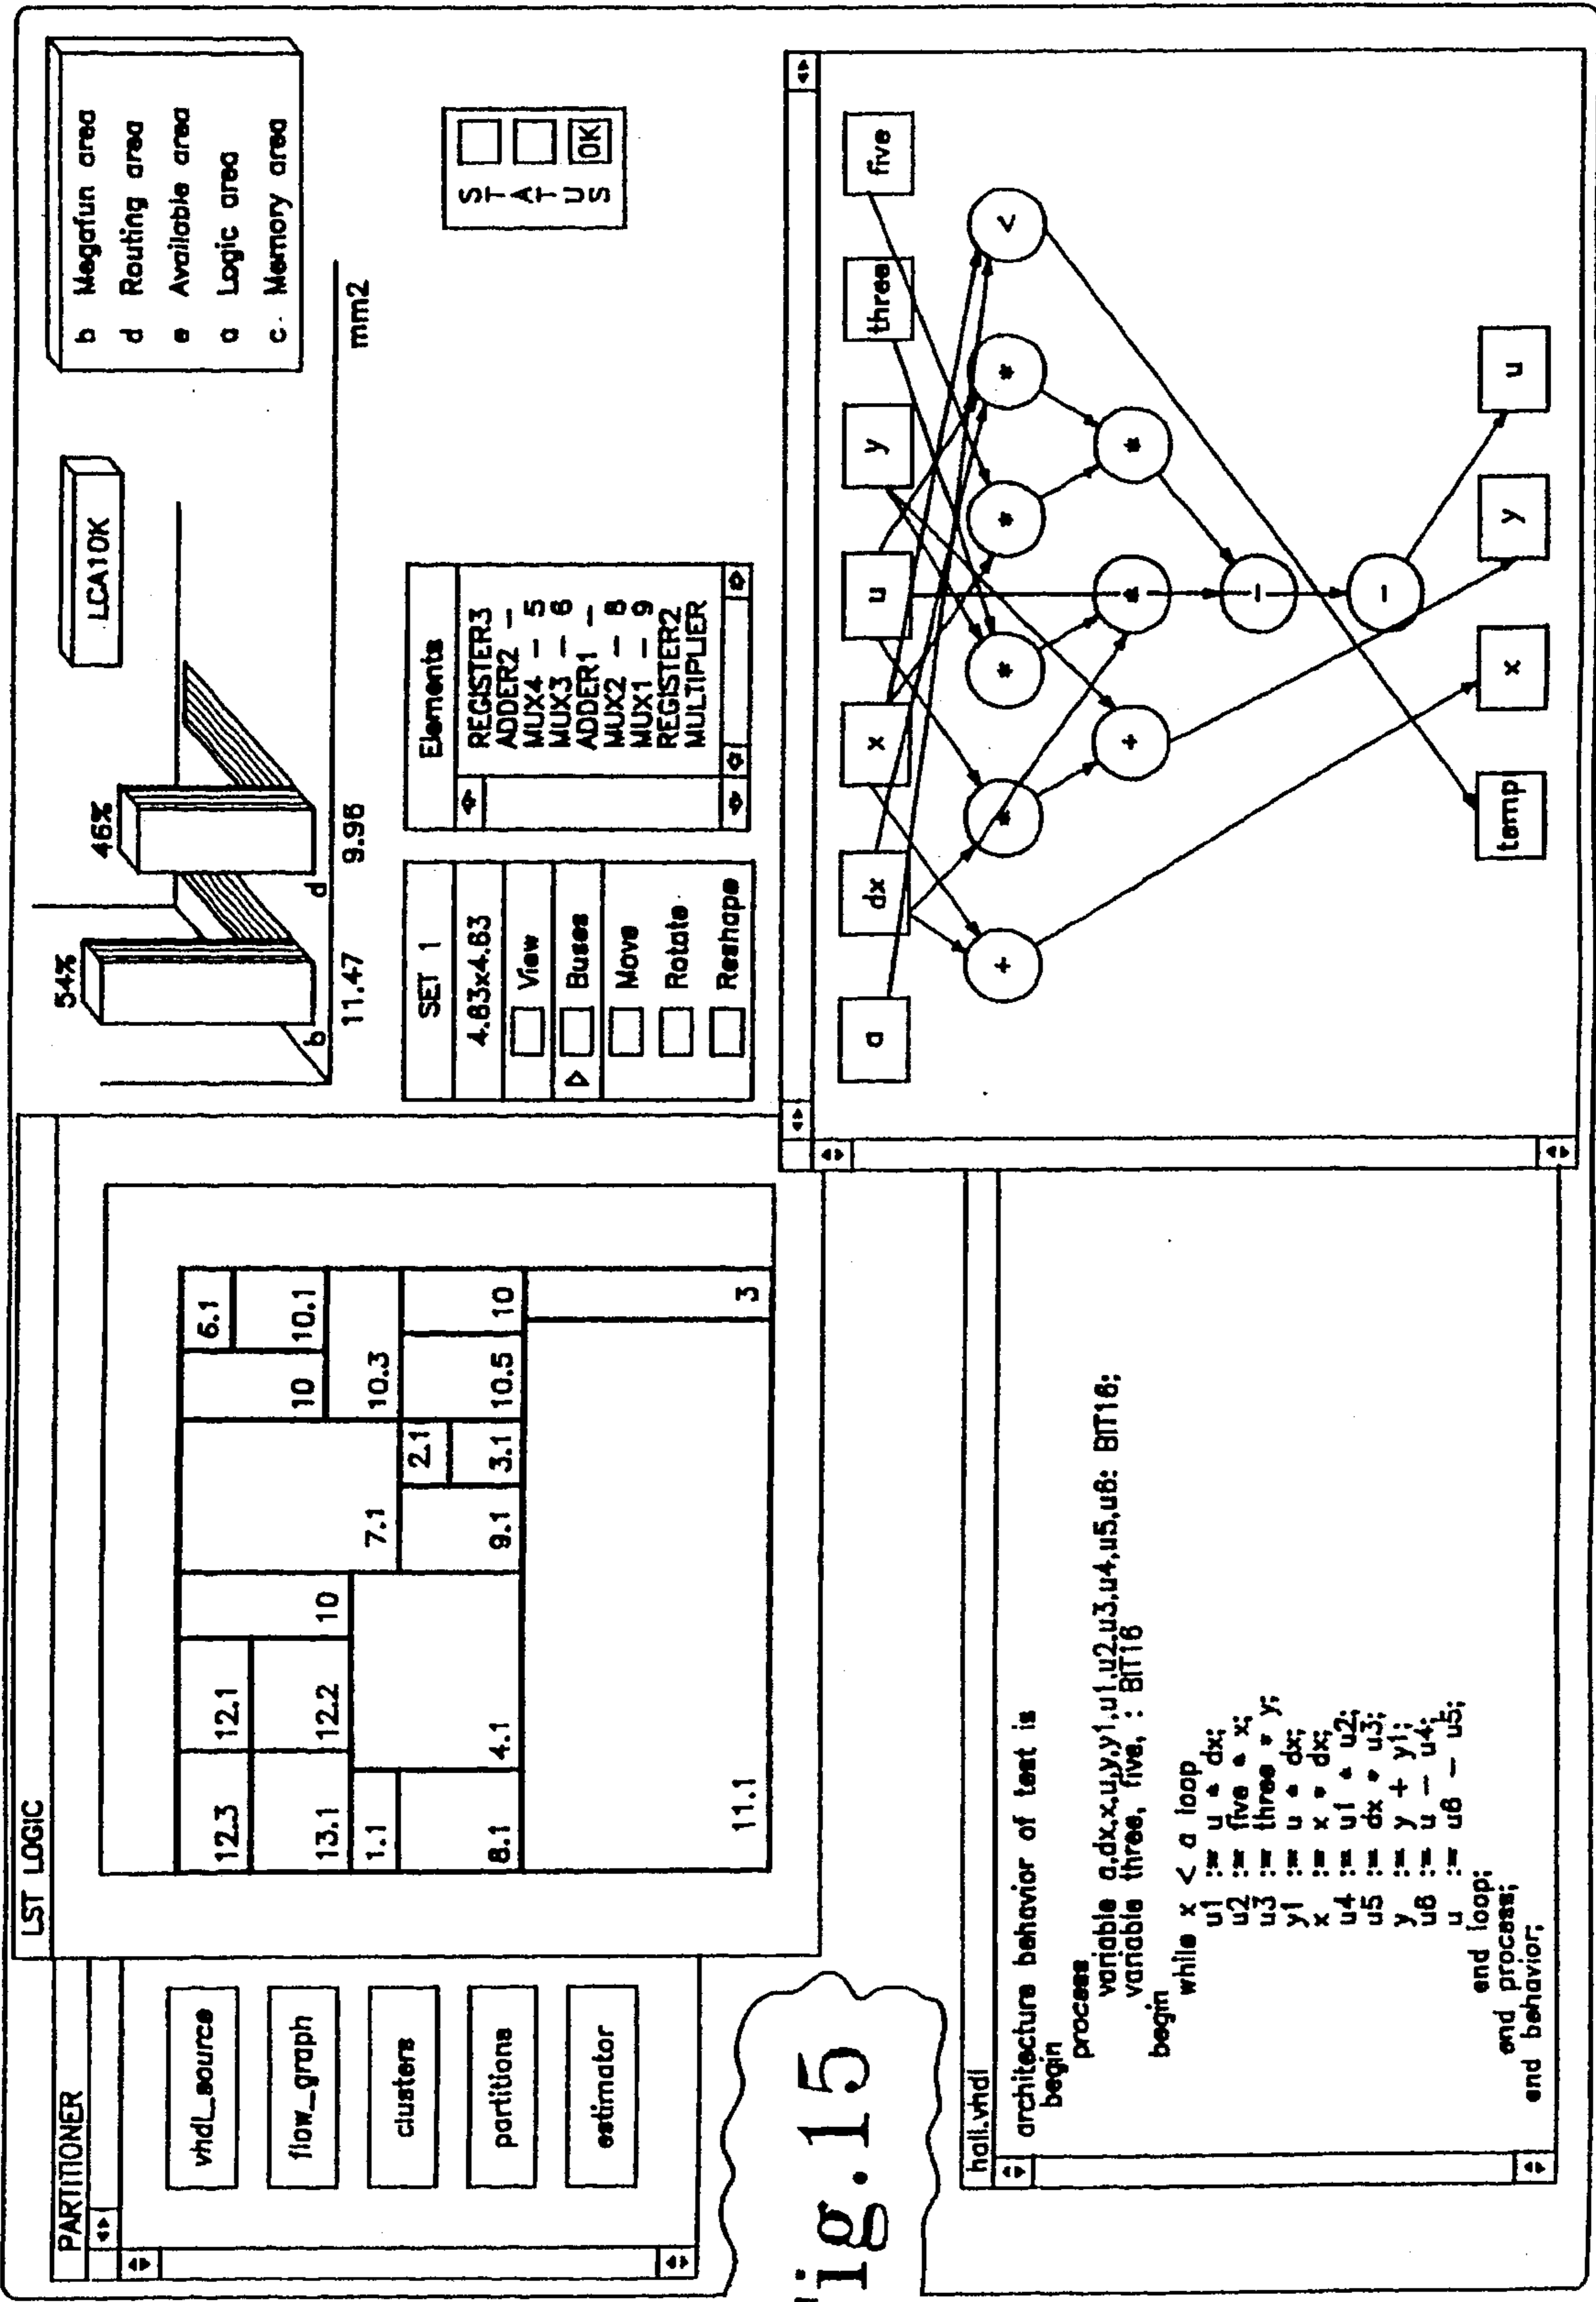 PARTITIONER
vhdl_source
flow_graph
clusters
partitions
estimator
LST LOGIC
12.3
12.1
10
7.1
10
6.1
10.1
13.1
12.2
10.3
1.1
4.1
2.1
8.1
9.1
3.1
10.5
10
11.1
3
54%
46%
b
d
11.47
9.96
mm2
LCA10K
b Megafun area
d Routing area
e Available area
a Logic area
c Memory area
SET 1
4.63x4.63
View
Buses
Move
Rotate
Reshape
Elements
REGISTER3
ADDER2 –
MUX4 – 5
MUX3 – 6
ADDER1 –
MUX2 – 8
MUX1 – 9
REGISTER2
MULTIPLIER
STATUS
OK
Fig.15
hall.vhdl
architecture behavior of test is
begin
process
variable a,dx,x,u,y,y1,u1,u2,u3,u4,u5,u6: BIT16;
variable three, five, : BIT16
begin
while x < a loop
u1 := u * dx;
u2 := five * x;
u3 := three * y;
y1 := u * dx;
x := x + dx;
u4 := u1 * u2;
u5 := dx * u3;
y := y + y1;
u6 := u – u4;
u := u6 – u5;
end loop;
end process;
end behavior;
a
dx
x
u
y
three
five
+
*
*
*
*
<
+
*
*
–
–
temp
x
y
u